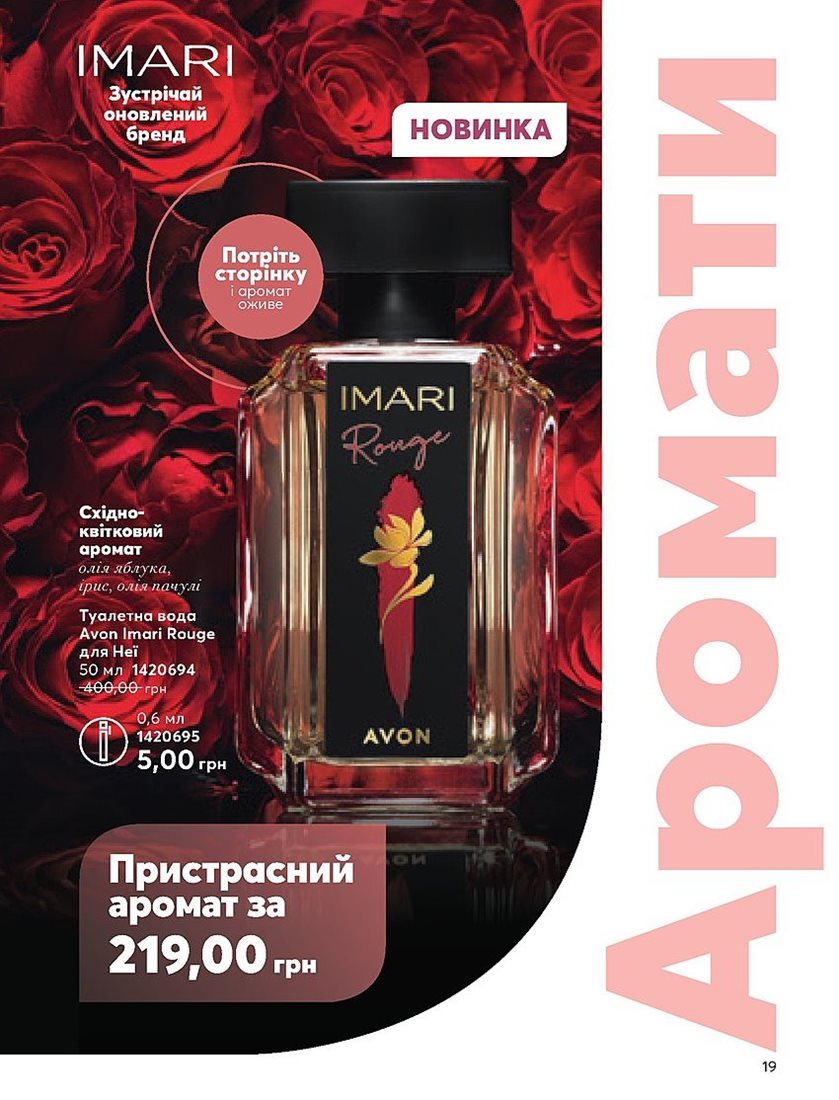 IMARI
Зустрічай
оновлений
бренд
НОВИНКА
Потріть
сторінку
і аромат
оживе
IMARI
Rouge
AVON
Східно-
квітковий
аромат
олія яблука,
ірис, олія пачулі
Туалетна вода
Avon Imari Rouge
для Неї
50 мл 1420694
400,00 грн
0,6 мл
1420695
5,00 грн
Пристрасний
аромат за
219,00 грн
Аромати
19